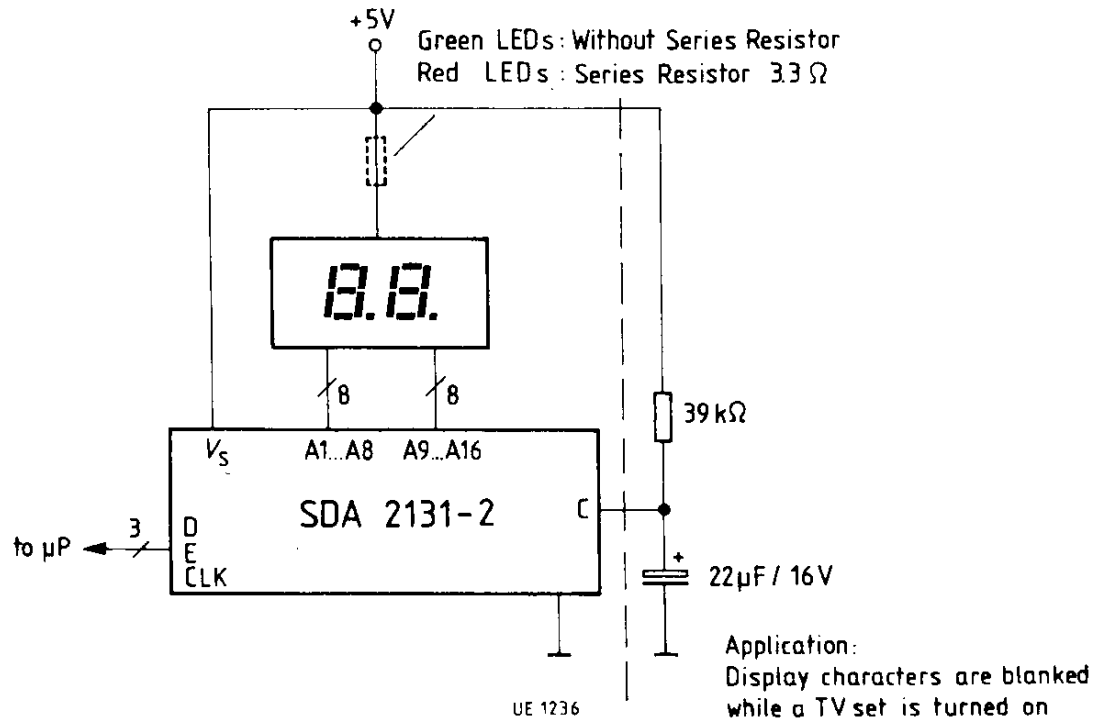 +5V
Green LEDs: Without Series Resistor
Red LEDs: Series Resistor 3.3 Ω
8.8.
8
8
39kΩ
VS
A1...A8
A9...A16
SDA 2131-2
C
3
D
to µP
E
CLK
+
22µF / 16V
Application:
Display characters are blanked
while a TV set is turned on
UE 1236